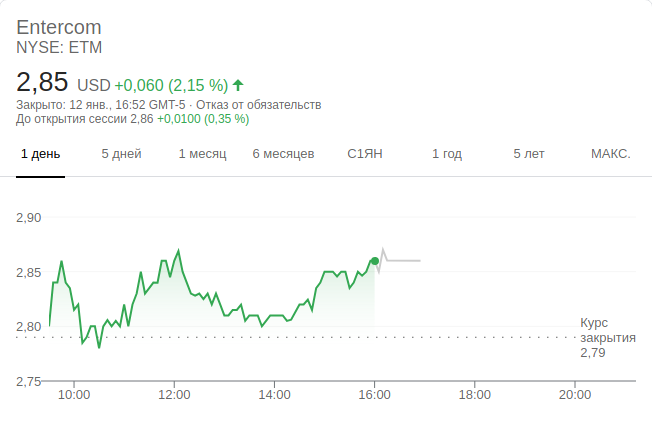 Entercom
NYSE: ETM
2,85 USD +0,060 (2,15 %)
Закрыто: 12 янв., 16:52 GMT-5 · Отказ от обязательств
До открытия сессии 2,86 +0,0100 (0,35 %)
1 день 5 дней 1 месяц 6 месяцев С1ЯН 1 год 5 лет МАКС.
2,90
2,85
2,80
Курс
закрытия
2,79
2,75
10:00 12:00 14:00 16:00 18:00 20:00